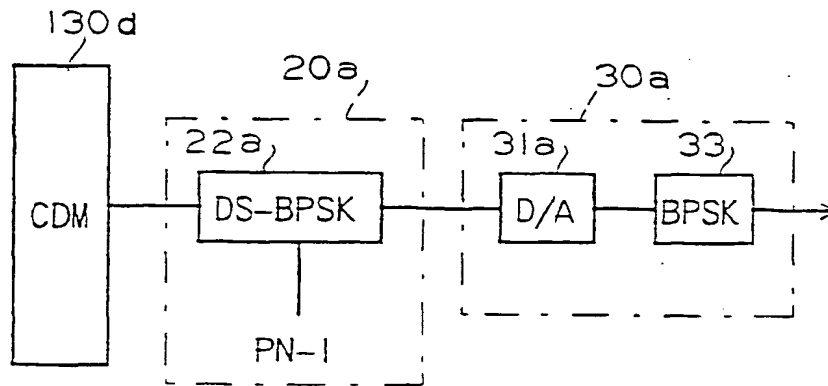 130d
20a
30a
22a
31a
33
CDM
DS-BPSK
D/A
BPSK
PN-1